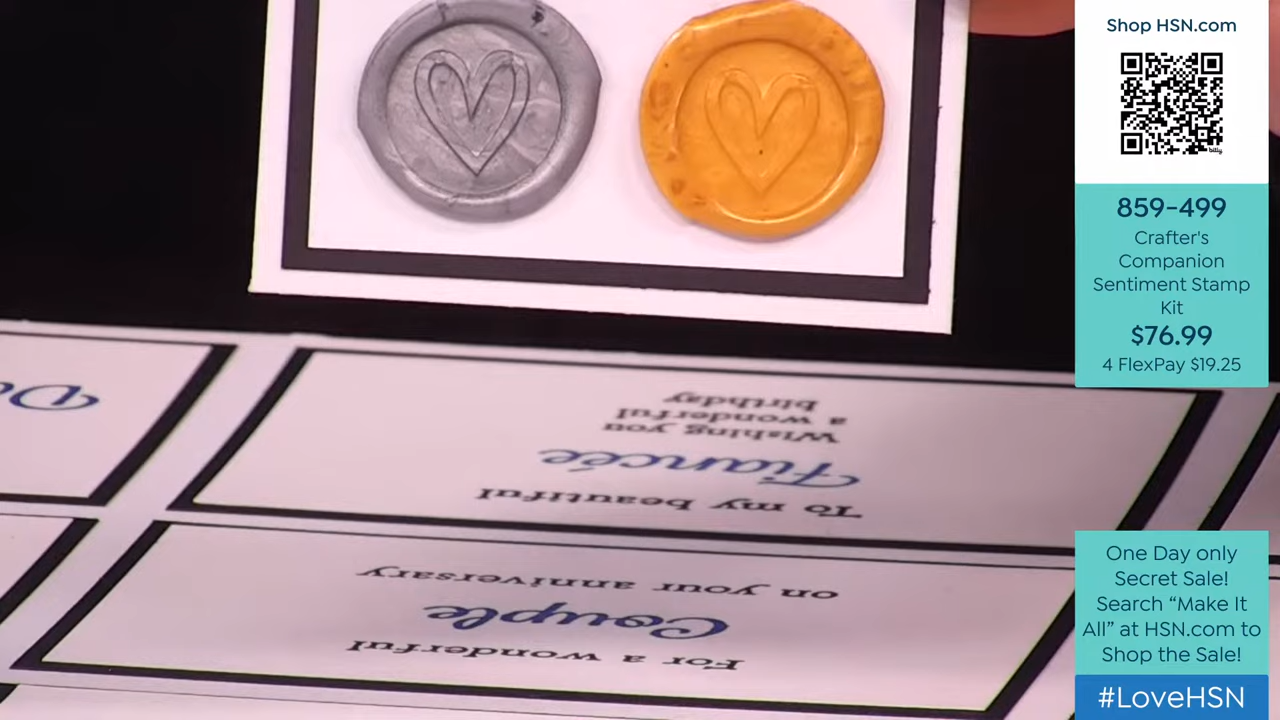 Shop HSN.com
bitly
859-499
Crafter's
Companion
Sentiment Stamp
Kit
$76.99
4 FlexPay $19.25
To my beautiful
Fiancée
Wishing you
a wonderful
birthday
For a wonderful
Couple
on your anniversary
One Day only
Secret Sale!
Search “Make It
All” at HSN.com to
Shop the Sale!
#LoveHSN